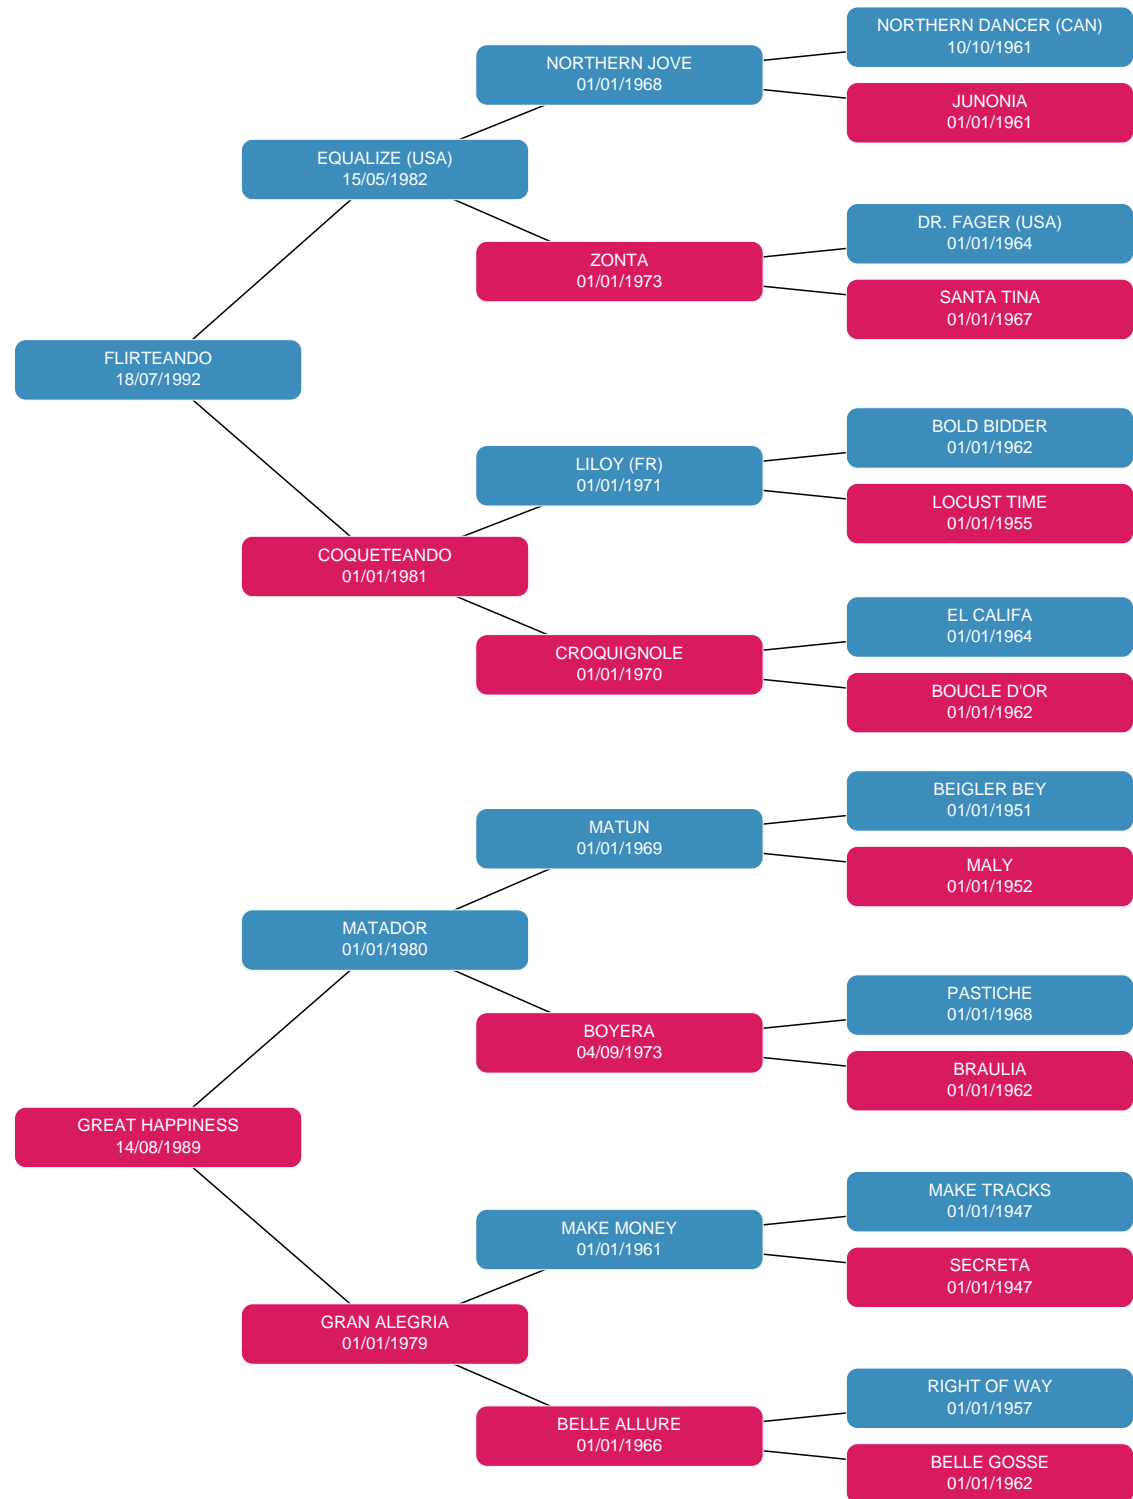 NORTHERN DANCER (CAN)
10/10/1961
NORTHERN JOVE
01/01/1968
JUNONIA
01/01/1961
EQUALIZE (USA)
15/05/1982
DR. FAGER (USA)
01/01/1964
ZONTA
01/01/1973
SANTA TINA
01/01/1967
FLIRTEANDO
18/07/1992
BOLD BIDDER
01/01/1962
LILOY (FR)
01/01/1971
LOCUST TIME
01/01/1955
COQUETEANDO
01/01/1981
EL CALIFA
01/01/1964
CROQUIGNOLE
01/01/1970
BOUCLE D'OR
01/01/1962
BEIGLER BEY
01/01/1951
MATUN
01/01/1969
MALY
01/01/1952
MATADOR
01/01/1980
PASTICHE
01/01/1968
BOYERA
04/09/1973
BRAULIA
01/01/1962
GREAT HAPPINESS
14/08/1989
MAKE TRACKS
01/01/1947
MAKE MONEY
01/01/1961
SECRETA
01/01/1947
GRAN ALEGRIA
01/01/1979
RIGHT OF WAY
01/01/1957
BELLE ALLURE
01/01/1966
BELLE GOSSE
01/01/1962